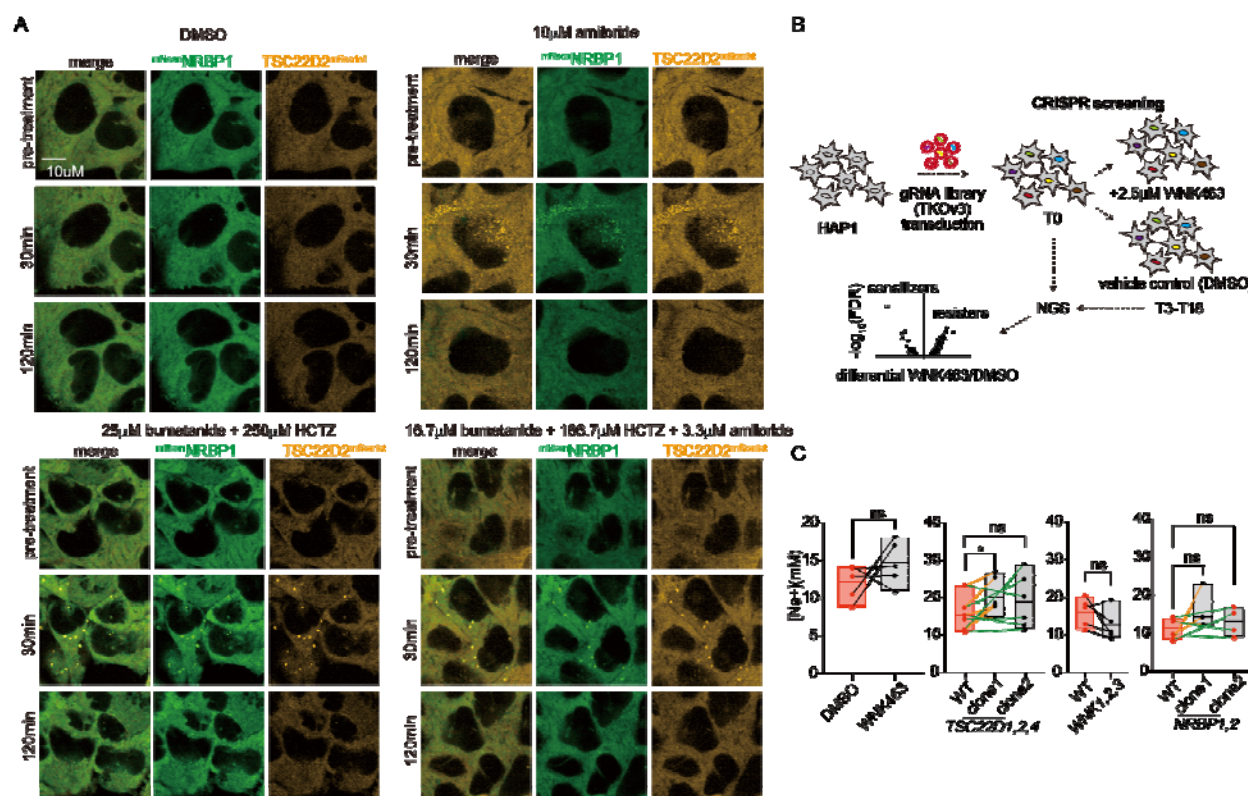 A
DMSO
merge mNeonNRBP1 TSC22D2mScarlet
pre-treatment
10uM
30min
120min
10μM amiloride
merge mNeonNRBP1 TSC22D2mScarlet
pre-treatment
30min
120min
25μM bumetanide + 250μM HCTZ
merge mNeonNRBP1 TSC22D2mScarlet
pre-treatment
30min
120min
16.7μM bumetanide + 166.7μM HCTZ + 3.3μM amiloride
merge mNeonNRBP1 TSC22D2mScarlet
pre-treatment
30min
120min
B
CRISPR screening
HAP1
gRNA library
(TKOv3)
transduction
T0
+2.5μM WNK463
vehicle control (DMSO)
T3-T18
NGS
sensitizers
resisters
-log10(FDR)
differential WNK463/DMSO
C
[Na+](mM)
20
15
10
5
0
ns
DMSO
WNK463
45
40
30
20
10
0
ns
*
WT
clone1
clone2
TSC22D1,2,4
40
30
20
10
0
ns
WT
WNK1,2,3
40
30
20
10
0
ns
ns
WT
clone1
clone2
NRBP1,2